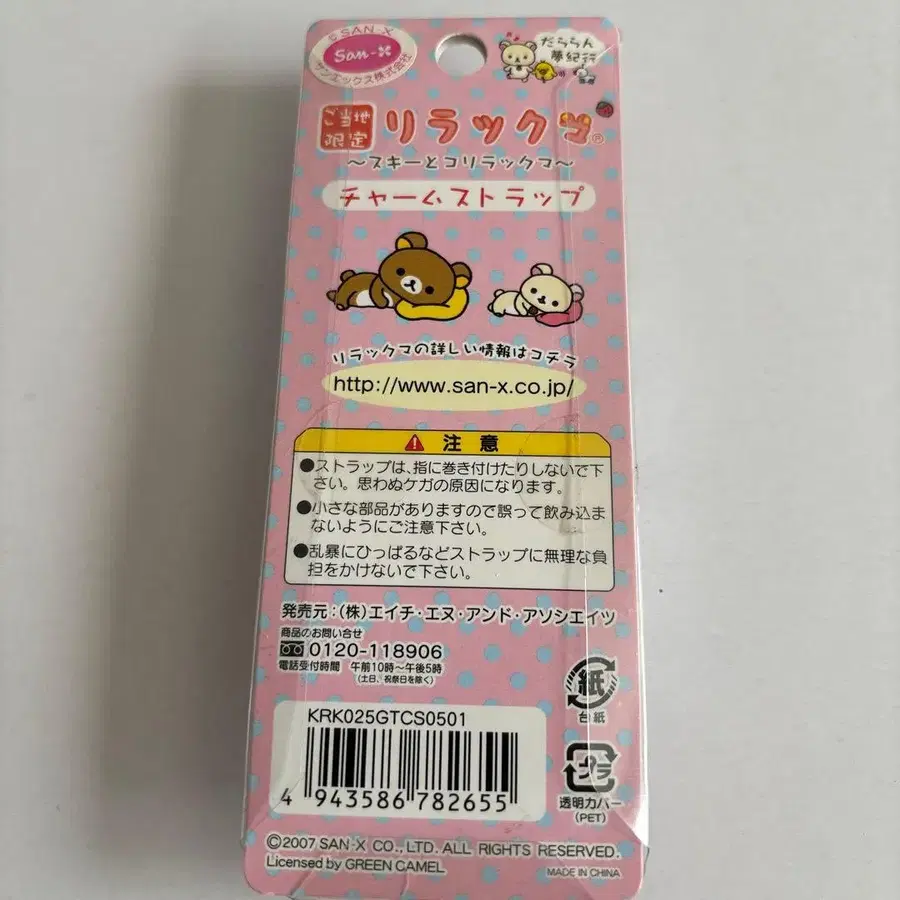 © SAN-X
San-X
サンエックス株式会社
だららん
夢紀行
ご当地
限定
リラックマ®
～スキーとコリラックマ～
チャームストラップ
リラックマの詳しい情報はコチラ
http://www.san-x.co.jp/
注意
●ストラップは、指に巻き付けたりしないで下
さい。思わぬケガの原因になります。
●小さな部品がありますので誤って飲み込ま
ないようにご注意下さい。
●乱暴にひっぱるなどストラップに無理な負
担をかけないで下さい。
発売元：(株)エイチ・エヌ・アンド・アソシエイツ
商品のお問い合せ
0120-118906
電話受付時間 午前10時～午後5時
(土日、祝祭日を除く)
紙
台紙
KRK025GTCS0501
4 943586 782655
プラ
透明カバー
(PET)
©2007 SAN-X CO., LTD. ALL RIGHTS RESERVED.
Licensed by GREEN CAMEL
MADE IN CHINA